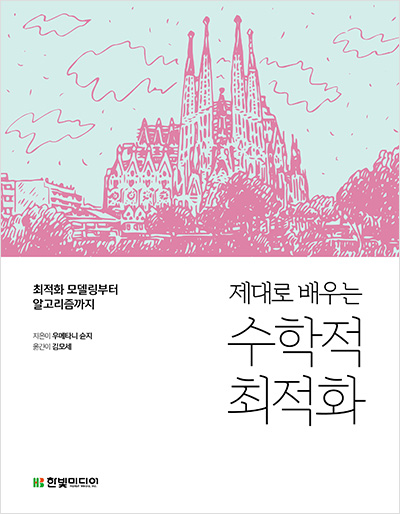 최적화 모델링부터
알고리즘까지
지은이 우메타니 슌지
옮긴이 김모세
제대로 배우는
수학적
최적화
HB 한빛미디어